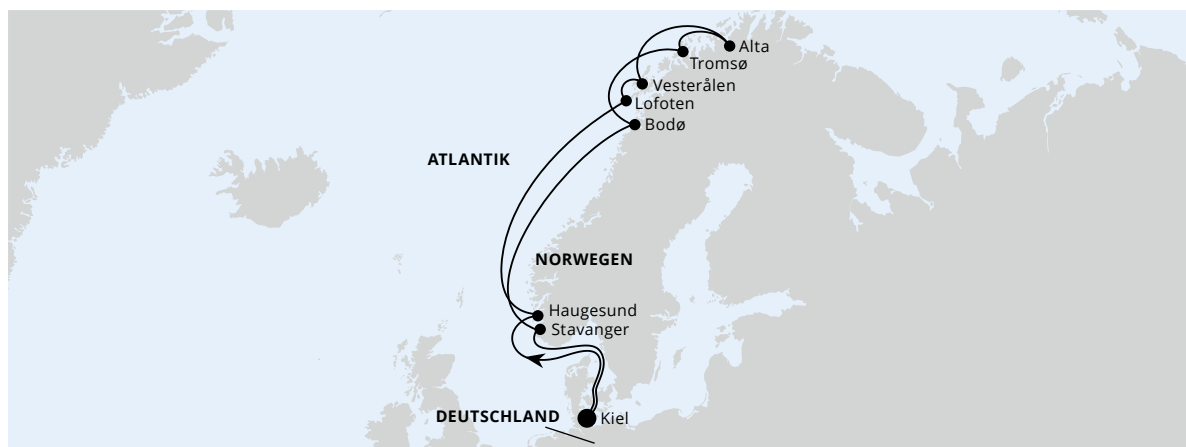 Alta
Tromsø
Vesterålen
Lofoten
Bodø
ATLANTIK
NORWEGEN
Haugesund
Stavanger
DEUTSCHLAND
Kiel